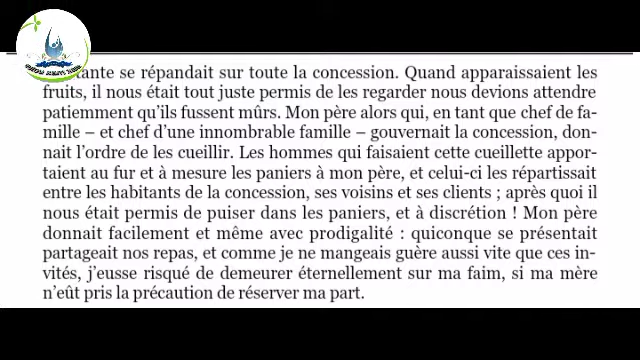 tante se répandait sur toute la concession. Quand apparaissaient les
fruits, il nous était tout juste permis de les regarder nous devions attendre
patiemment qu'ils fussent mûrs. Mon père alors qui, en tant que chef de fa-
mille – et chef d'une innombrable famille – gouvernait la concession, don-
nait l'ordre de les cueillir. Les hommes qui faisaient cette cueillette appor-
taient au fur et à mesure les paniers à mon père, et celui-ci les répartissait
entre les habitants de la concession, ses voisins et ses clients ; après quoi il
nous était permis de puiser dans les paniers, et à discrétion ! Mon père
donnait facilement et même avec prodigalité : quiconque se présentait
partageait nos repas, et comme je ne mangeais guère aussi vite que ces in-
vités, j'eusse risqué de demeurer éternellement sur ma faim, si ma mère
n'eût pris la précaution de réserver ma part.